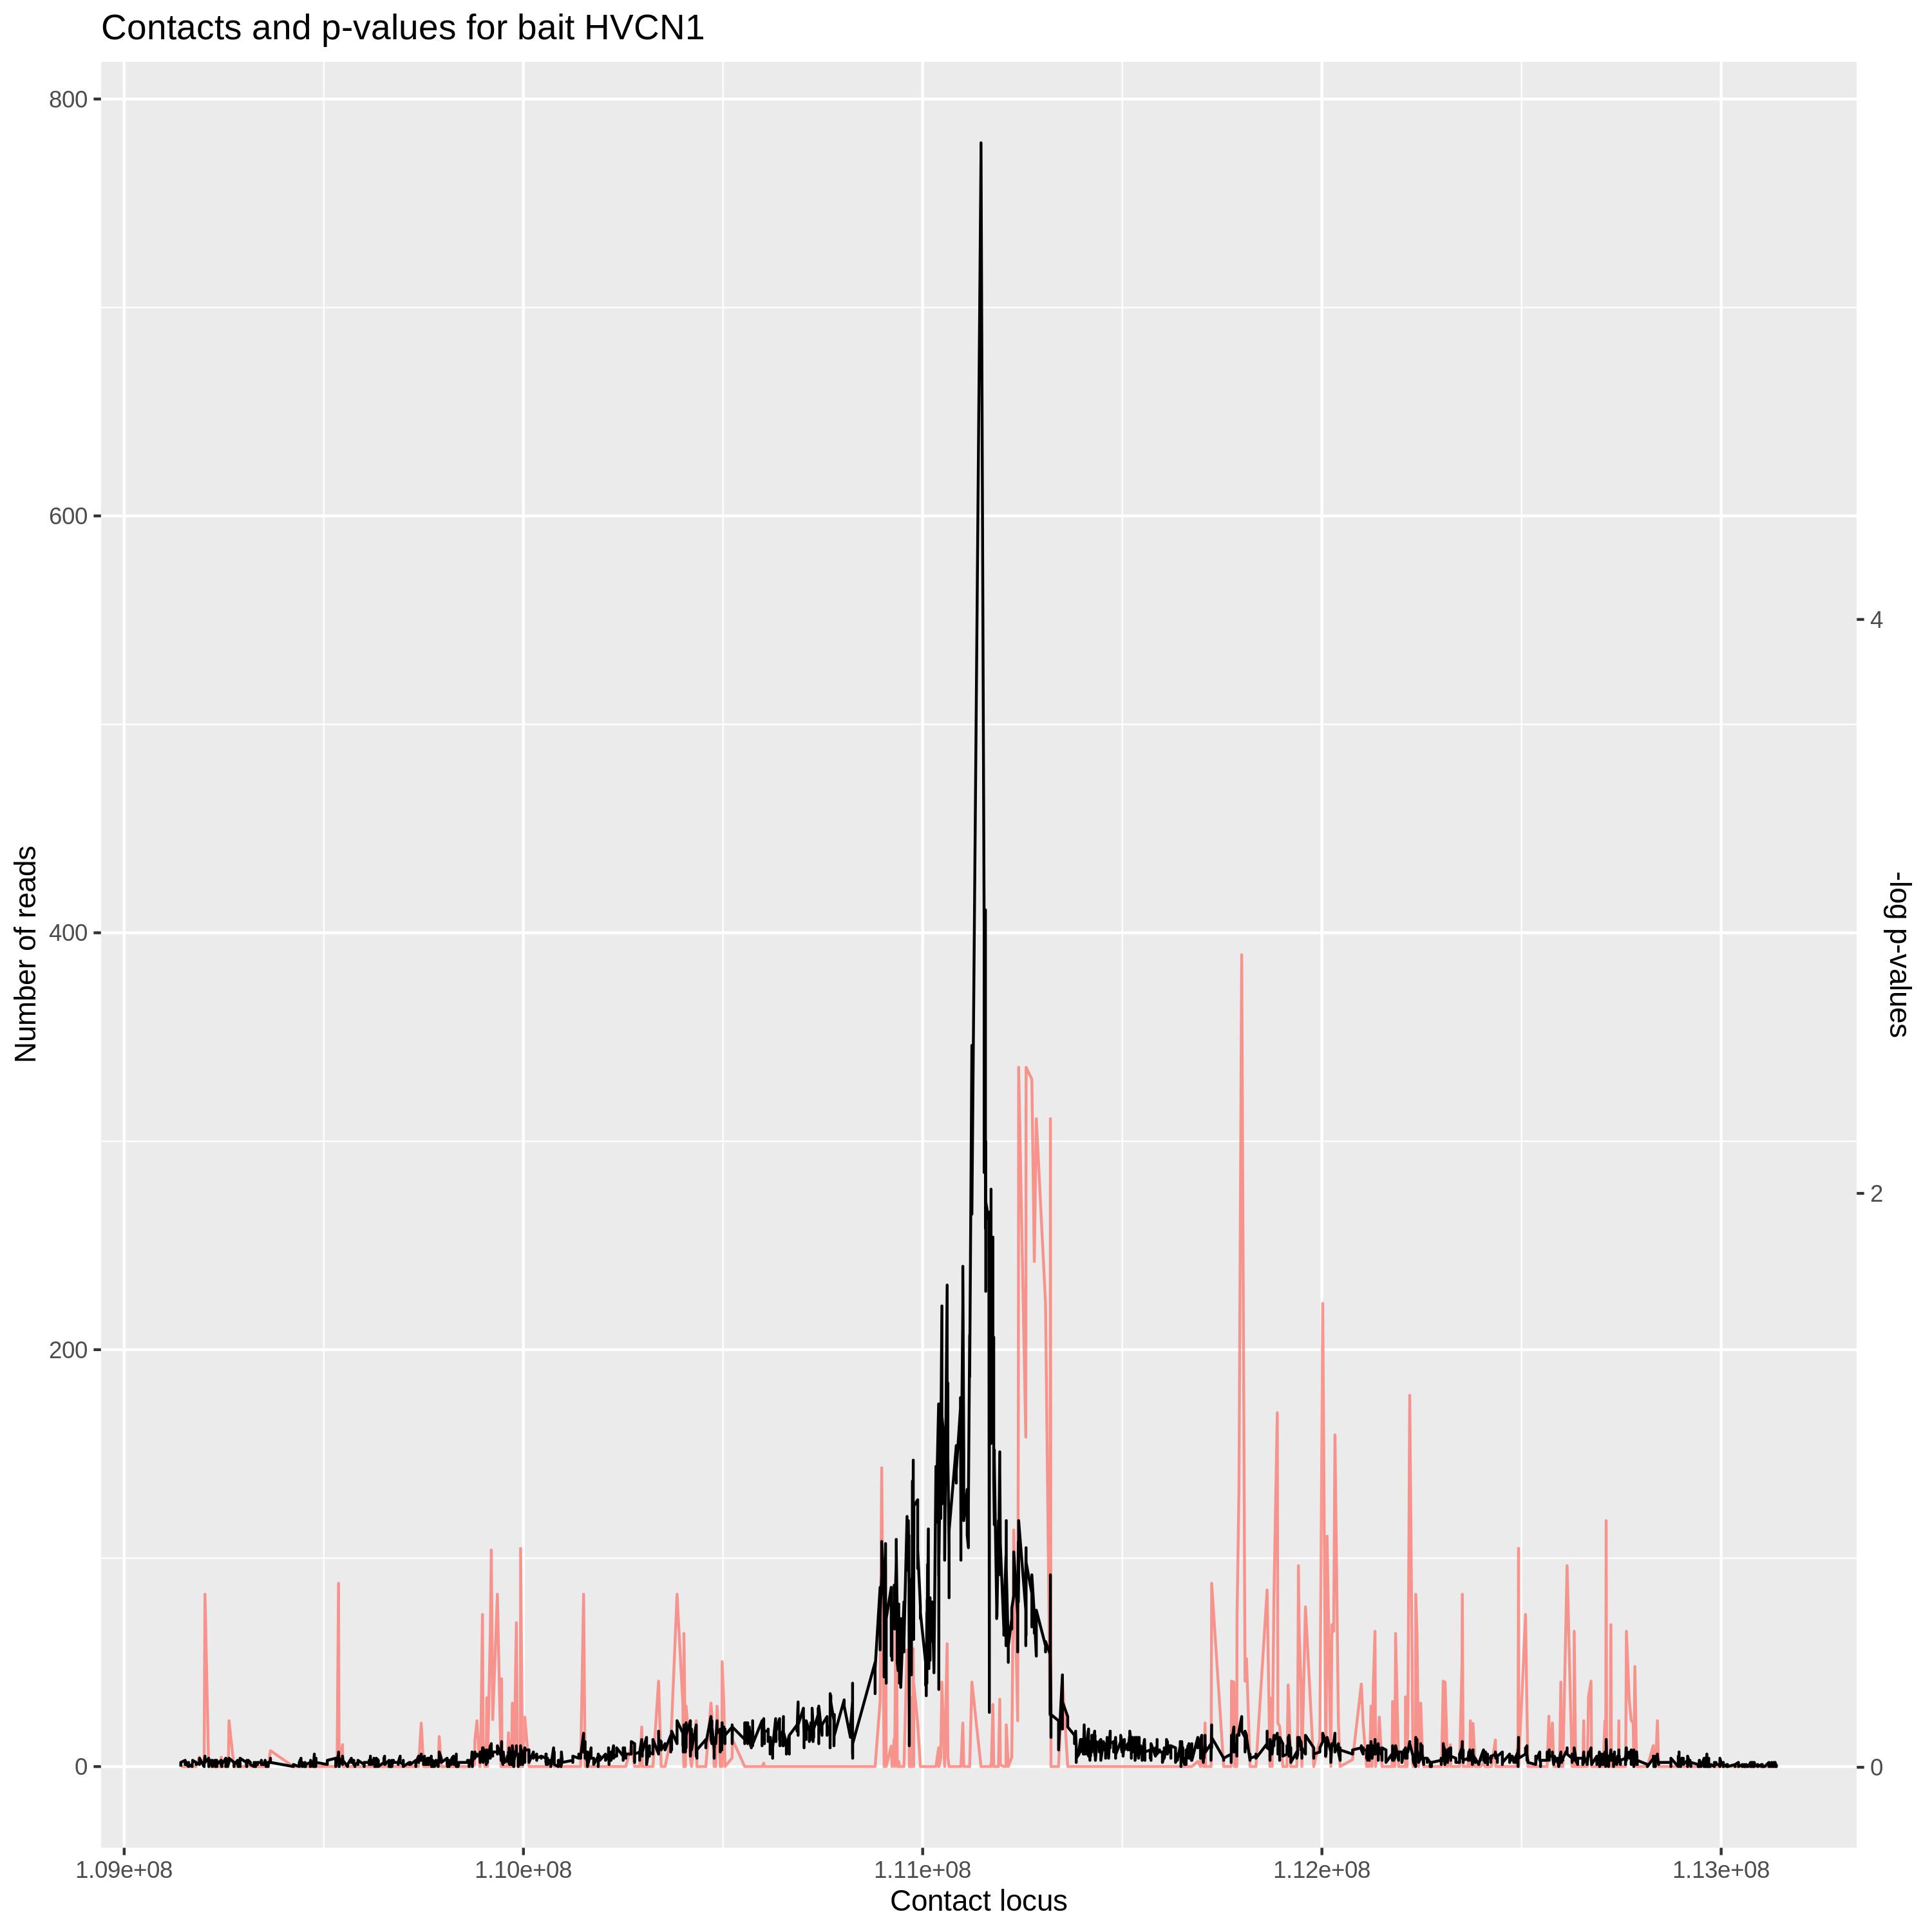 Contacts and p-values for bait HVCN1
800
600
400
200
0
Number of reads
4
2
0
-log p-values
1.09e+08
1.10e+08
1.11e+08
1.12e+08
1.13e+08
Contact locus